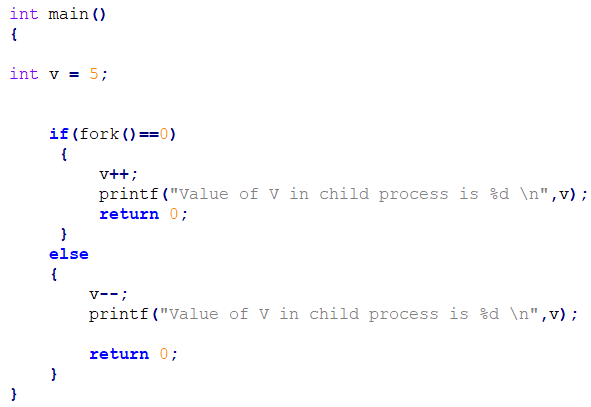 int main()
{
int v = 5;
if(fork()==0)
{
v++;
printf("Value of V in child process is %d \n",v);
return 0;
}
else
{
v--;
printf("Value of V in child process is %d \n",v);
return 0;
}
}